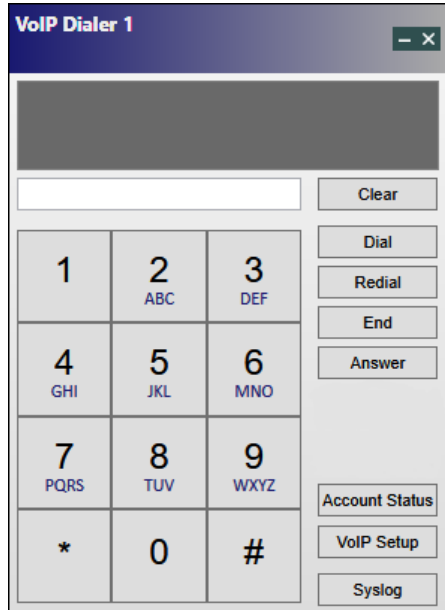 VoIP Dialer 1
Clear
Dial
Redial
End
Answer
1
2
ABC
3
DEF
4
GHI
5
JKL
6
MNO
7
PQRS
8
TUV
9
WXYZ
*
0
#
Account Status
VoIP Setup
Syslog